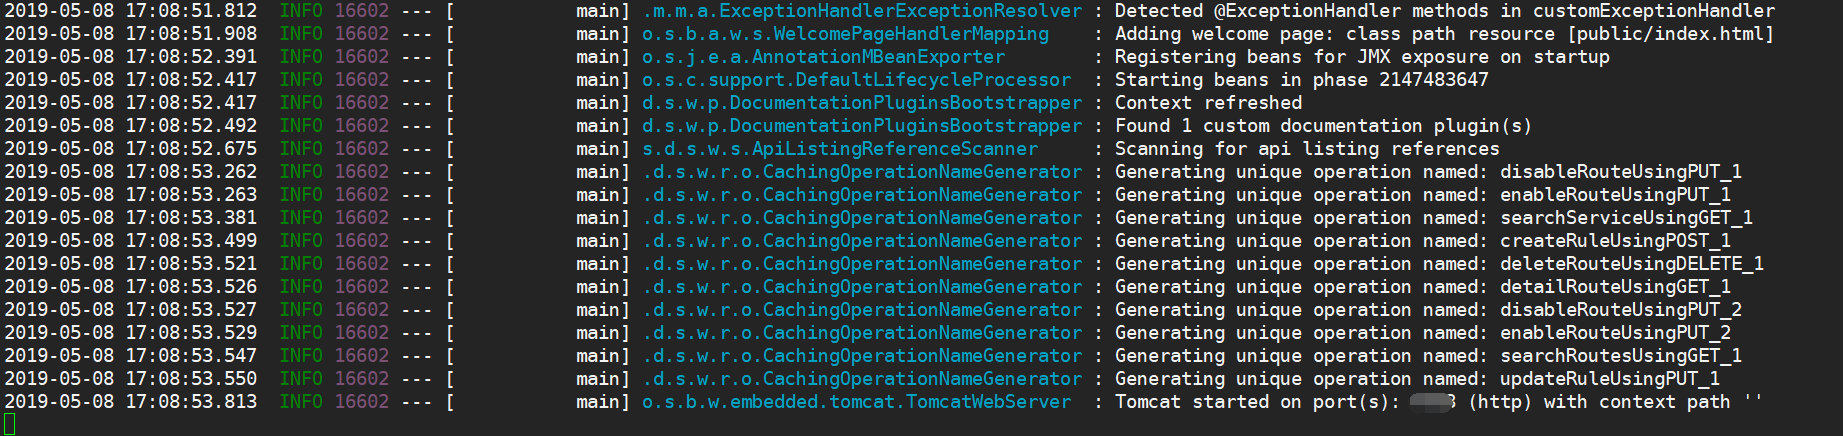 2019-05-08 17:08:51.812  INFO 16602 --- [           main] .m.m.a.ExceptionHandlerExceptionResolver : Detected @ExceptionHandler methods in customExceptionHandler
2019-05-08 17:08:51.908  INFO 16602 --- [           main] o.s.b.a.w.s.WelcomePageHandlerMapping    : Adding welcome page: class path resource [public/index.html]
2019-05-08 17:08:52.391  INFO 16602 --- [           main] o.s.j.e.a.AnnotationMBeanExporter        : Registering beans for JMX exposure on startup
2019-05-08 17:08:52.417  INFO 16602 --- [           main] o.s.c.support.DefaultLifecycleProcessor  : Starting beans in phase 2147483647
2019-05-08 17:08:52.417  INFO 16602 --- [           main] d.s.w.p.DocumentationPluginsBootstrapper : Context refreshed
2019-05-08 17:08:52.492  INFO 16602 --- [           main] d.s.w.p.DocumentationPluginsBootstrapper : Found 1 custom documentation plugin(s)
2019-05-08 17:08:52.675  INFO 16602 --- [           main] s.d.s.w.s.ApiListingReferenceScanner     : Scanning for api listing references
2019-05-08 17:08:53.262  INFO 16602 --- [           main] .d.s.w.r.o.CachingOperationNameGenerator : Generating unique operation named: disableRouteUsingPUT_1
2019-05-08 17:08:53.263  INFO 16602 --- [           main] .d.s.w.r.o.CachingOperationNameGenerator : Generating unique operation named: enableRouteUsingPUT_1
2019-05-08 17:08:53.381  INFO 16602 --- [           main] .d.s.w.r.o.CachingOperationNameGenerator : Generating unique operation named: searchServiceUsingGET_1
2019-05-08 17:08:53.499  INFO 16602 --- [           main] .d.s.w.r.o.CachingOperationNameGenerator : Generating unique operation named: createRuleUsingPOST_1
2019-05-08 17:08:53.521  INFO 16602 --- [           main] .d.s.w.r.o.CachingOperationNameGenerator : Generating unique operation named: deleteRouteUsingDELETE_1
2019-05-08 17:08:53.526  INFO 16602 --- [           main] .d.s.w.r.o.CachingOperationNameGenerator : Generating unique operation named: detailRouteUsingGET_1
2019-05-08 17:08:53.527  INFO 16602 --- [           main] .d.s.w.r.o.CachingOperationNameGenerator : Generating unique operation named: disableRouteUsingPUT_2
2019-05-08 17:08:53.529  INFO 16602 --- [           main] .d.s.w.r.o.CachingOperationNameGenerator : Generating unique operation named: enableRouteUsingPUT_2
2019-05-08 17:08:53.547  INFO 16602 --- [           main] .d.s.w.r.o.CachingOperationNameGenerator : Generating unique operation named: searchRoutesUsingGET_1
2019-05-08 17:08:53.550  INFO 16602 --- [           main] .d.s.w.r.o.CachingOperationNameGenerator : Generating unique operation named: updateRuleUsingPUT_1
2019-05-08 17:08:53.813  INFO 16602 --- [           main] o.s.b.w.embedded.tomcat.TomcatWebServer  : Tomcat started on port(s): (http) with context path ''